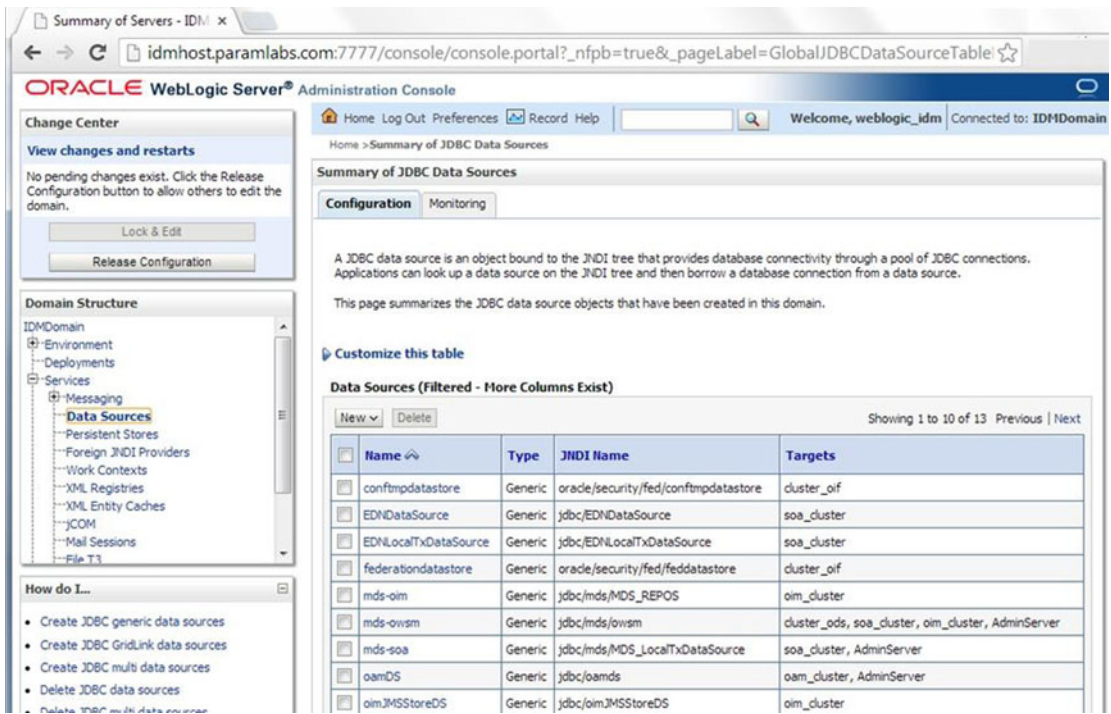 Summary of Servers - IDM
idmhost.paramlabs.com:7777/console/console.portal?_nfpb=true&_pageLabel=GlobalJDBCDataSourceTable
ORACLE WebLogic Server® Administration Console
Change Center
View changes and restarts
No pending changes exist. Click the Release
Configuration button to allow others to edit the
domain.
Lock & Edit
Release Configuration
Domain Structure
IDMDomain
Environment
Deployments
Services
Messaging
Data Sources
Persistent Stores
Foreign JNDI Providers
Work Contexts
XML Registries
XML Entity Caches
jCOM
Mail Sessions
File T3
How do I...
Create JDBC generic data sources
Create JDBC GridLink data sources
Create JDBC multi data sources
Delete JDBC data sources
Delete JDBC multi data sources
Home Log Out Preferences Record Help
Welcome, weblogic_idm Connected to: IDMDomain
Home >Summary of JDBC Data Sources
Summary of JDBC Data Sources
Configuration Monitoring
A JDBC data source is an object bound to the JNDI tree that provides database connectivity through a pool of JDBC connections.
Applications can look up a data source on the JNDI tree and then borrow a database connection from a data source.
This page summarizes the JDBC data source objects that have been created in this domain.
Customize this table
Data Sources (Filtered - More Columns Exist)
New Delete Showing 1 to 10 of 13 Previous | Next
Name Type JNDI Name Targets
conftmpdatastore Generic oracle/security/fed/conftmpdatastore cluster_oif
EDNDataSource Generic jdbc/EDNDataSource soa_cluster
EDNLocalTxDataSource Generic jdbc/EDNLocalTxDataSource soa_cluster
federationdatastore Generic oracle/security/fed/feddatastore cluster_oif
mds-oim Generic jdbc/mds/MDS_REPOS oim_cluster
mds-owsm Generic jdbc/mds/owsm cluster_ods, soa_cluster, oim_cluster, AdminServer
mds-soa Generic jdbc/mds/MDS_LocalTxDataSource soa_cluster, AdminServer
oamDS Generic jdbc/oamds oam_cluster, AdminServer
oimJMSStoreDS Generic jdbc/oimJMSStoreDS oim_cluster